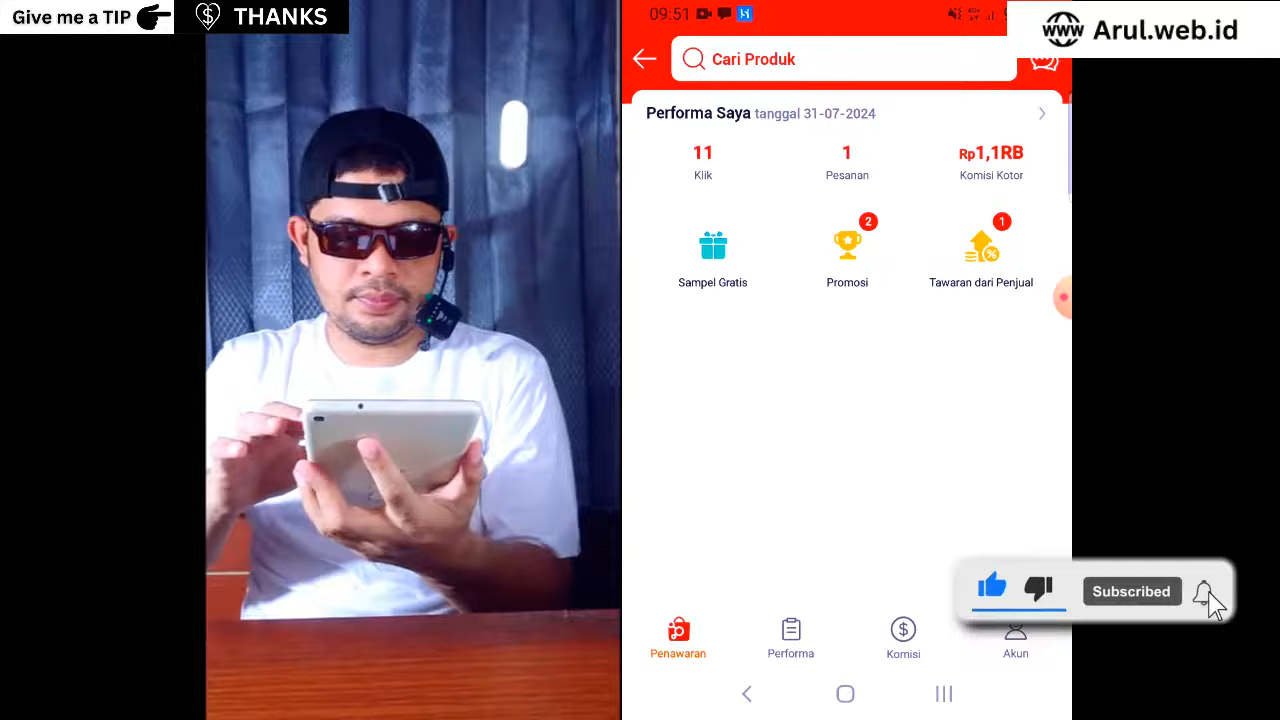 Give me a TIP
THANKS
09:51
www Arul.web.id
Cari Produk
Performa Saya tanggal 31-07-2024
11
1
Rp1,1RB
Klik
Pesanan
Komisi Kotor
2
1
Sampel Gratis
Promosi
Tawaran dari Penjual
Subscribed
Penawaran
Performa
Komisi
Akun